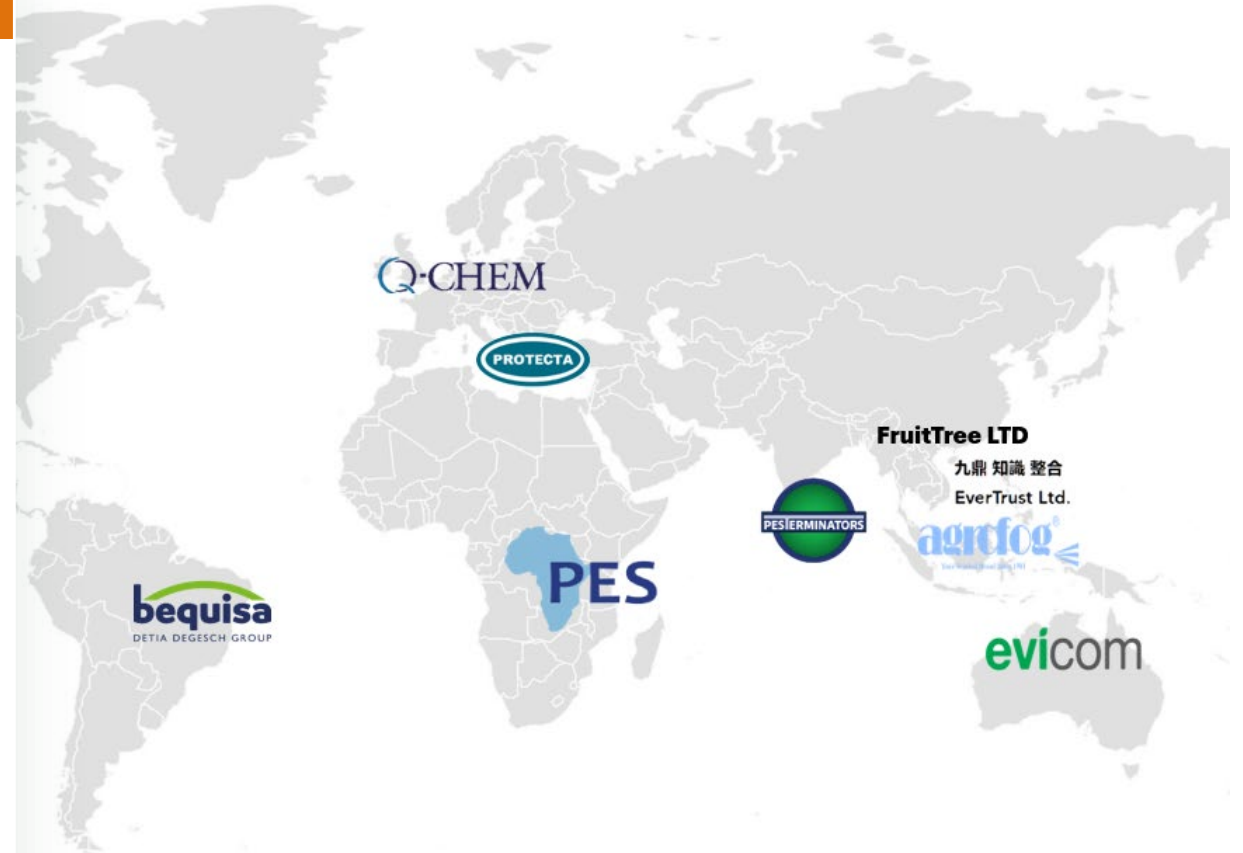 Q-CHEM
PROTECTA
FruitTree LTD
九鼎 知識 整合
EverTrust Ltd.
PESTERMINATORS
agrofog®
PES
bequisa
DETIA DEGESCH GROUP
evicom